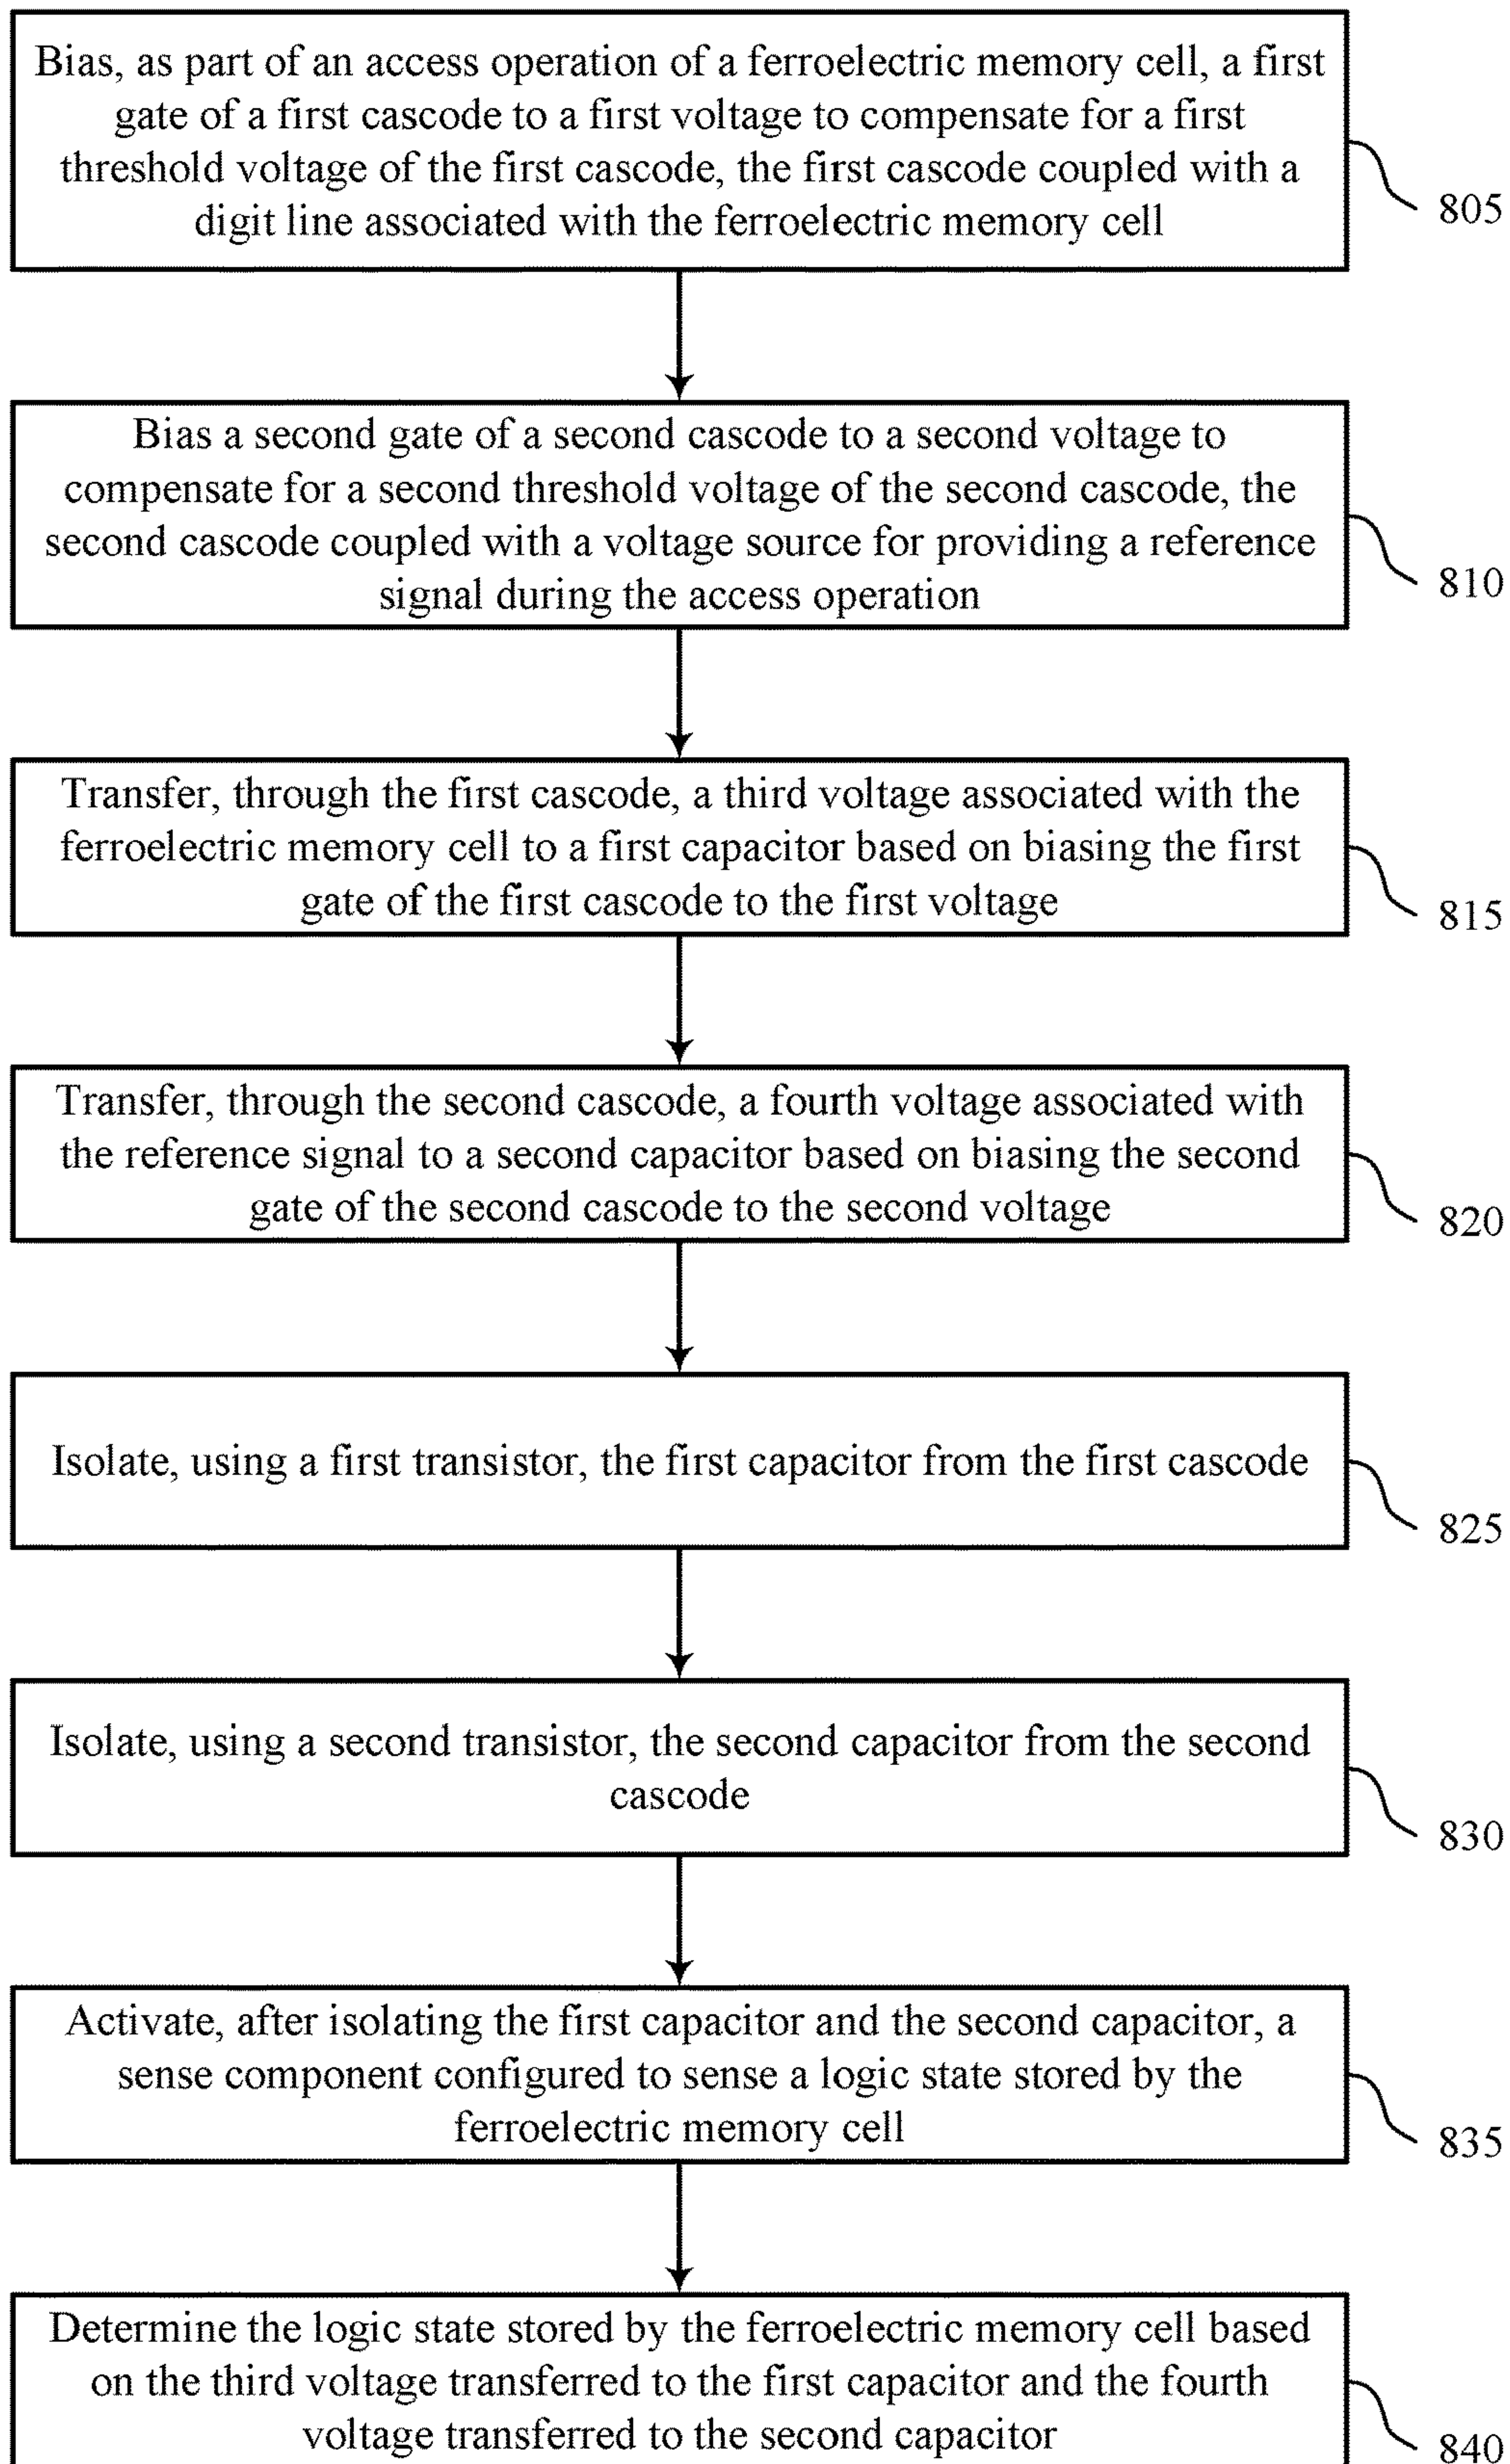 Bias, as part of an access operation of a ferroelectric memory cell, a first
gate of a first cascode to a first voltage to compensate for a first
threshold voltage of the first cascode, the first cascode coupled with a
digit line associated with the ferroelectric memory cell
805
Bias a second gate of a second cascode to a second voltage to
compensate for a second threshold voltage of the second cascode, the
second cascode coupled with a voltage source for providing a reference
signal during the access operation
810
Transfer, through the first cascode, a third voltage associated with the
ferroelectric memory cell to a first capacitor based on biasing the first
gate of the first cascode to the first voltage
815
Transfer, through the second cascode, a fourth voltage associated with
the reference signal to a second capacitor based on biasing the second
gate of the second cascode to the second voltage
820
Isolate, using a first transistor, the first capacitor from the first cascode
825
Isolate, using a second transistor, the second capacitor from the second
cascode
830
Activate, after isolating the first capacitor and the second capacitor, a
sense component configured to sense a logic state stored by the
ferroelectric memory cell
835
Determine the logic state stored by the ferroelectric memory cell based
on the third voltage transferred to the first capacitor and the fourth
voltage transferred to the second capacitor
840